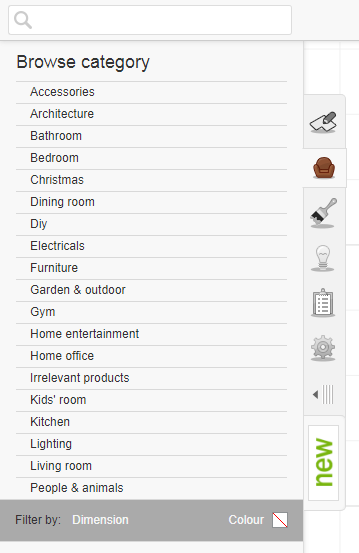 Browse category
Accessories
Architecture
Bathroom
Bedroom
Christmas
Dining room
Diy
Electricals
Furniture
Garden & outdoor
Gym
Home entertainment
Home office
Irrelevant products
Kids' room
Kitchen
Lighting
Living room
People & animals
Filter by: Dimension Colour
new